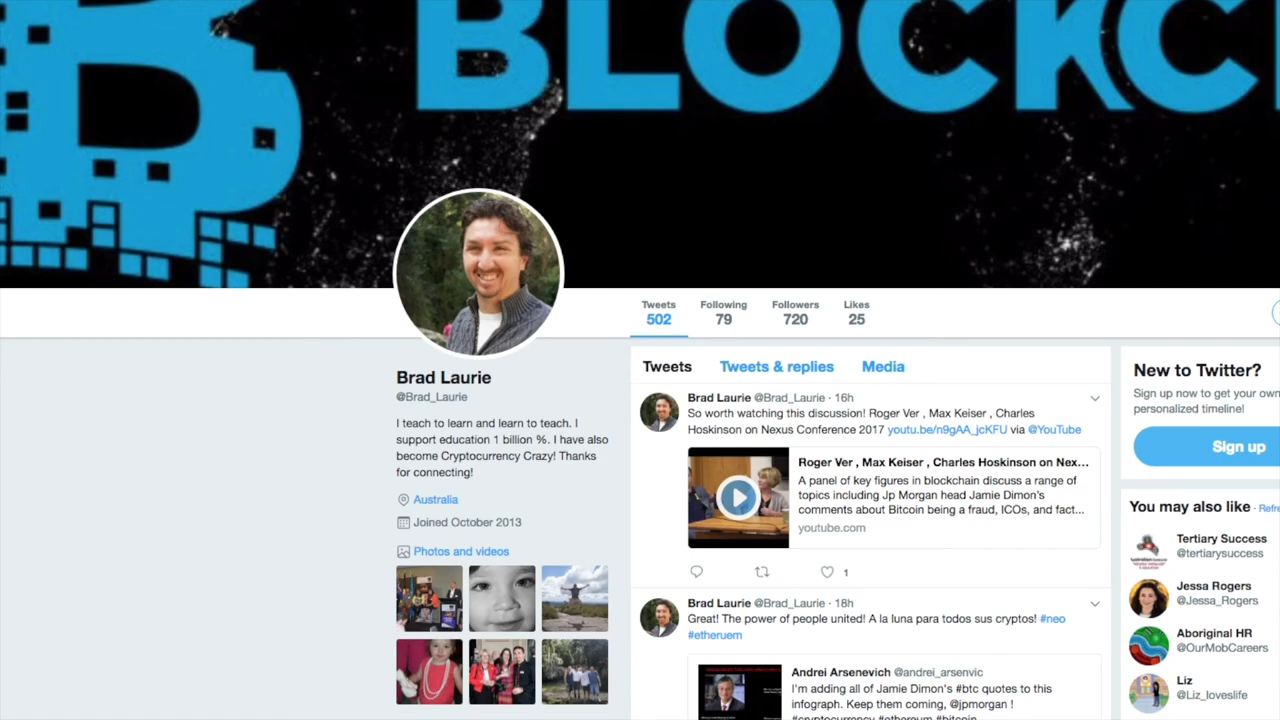 BLOCKC
Tweets
502
Following
79
Followers
720
Likes
25
Brad Laurie
@Brad_Laurie
I teach to learn and learn to teach. I
support education 1 billion %. I have also
become Cryptocurrency Crazy! Thanks
for connecting!
Australia
Joined October 2013
Photos and videos
Tweets Tweets & replies Media
Brad Laurie @Brad_Laurie · 16h
So worth watching this discussion! Roger Ver , Max Keiser , Charles
Hoskinson on Nexus Conference 2017 youtu.be/n9gAA_jcKFU via @YouTube
Roger Ver , Max Keiser , Charles Hoskinson on Nex...
A panel of key figures in blockchain discuss a range of
topics including Jp Morgan head Jamie Dimon's
comments about Bitcoin being a fraud, ICOs, and fact...
youtube.com
1
Brad Laurie @Brad_Laurie · 18h
Great! The power of people united! A la luna para todos sus cryptos! #neo
#etheruem
Andrei Arsenevich @andrei_arsenvic
I'm adding all of Jamie Dimon's #btc quotes to this
infograph. Keep them coming, @jpmorgan !
#cryptocurrency #ethereum #bitcoin
New to Twitter?
Sign up now to get your own
personalized timeline!
Sign up
You may also like · Refre
Tertiary Success
@tertiarysuccess
Jessa Rogers
@Jessa_Rogers
Aboriginal HR
@OurMobCareers
Liz
@Liz_loveslife